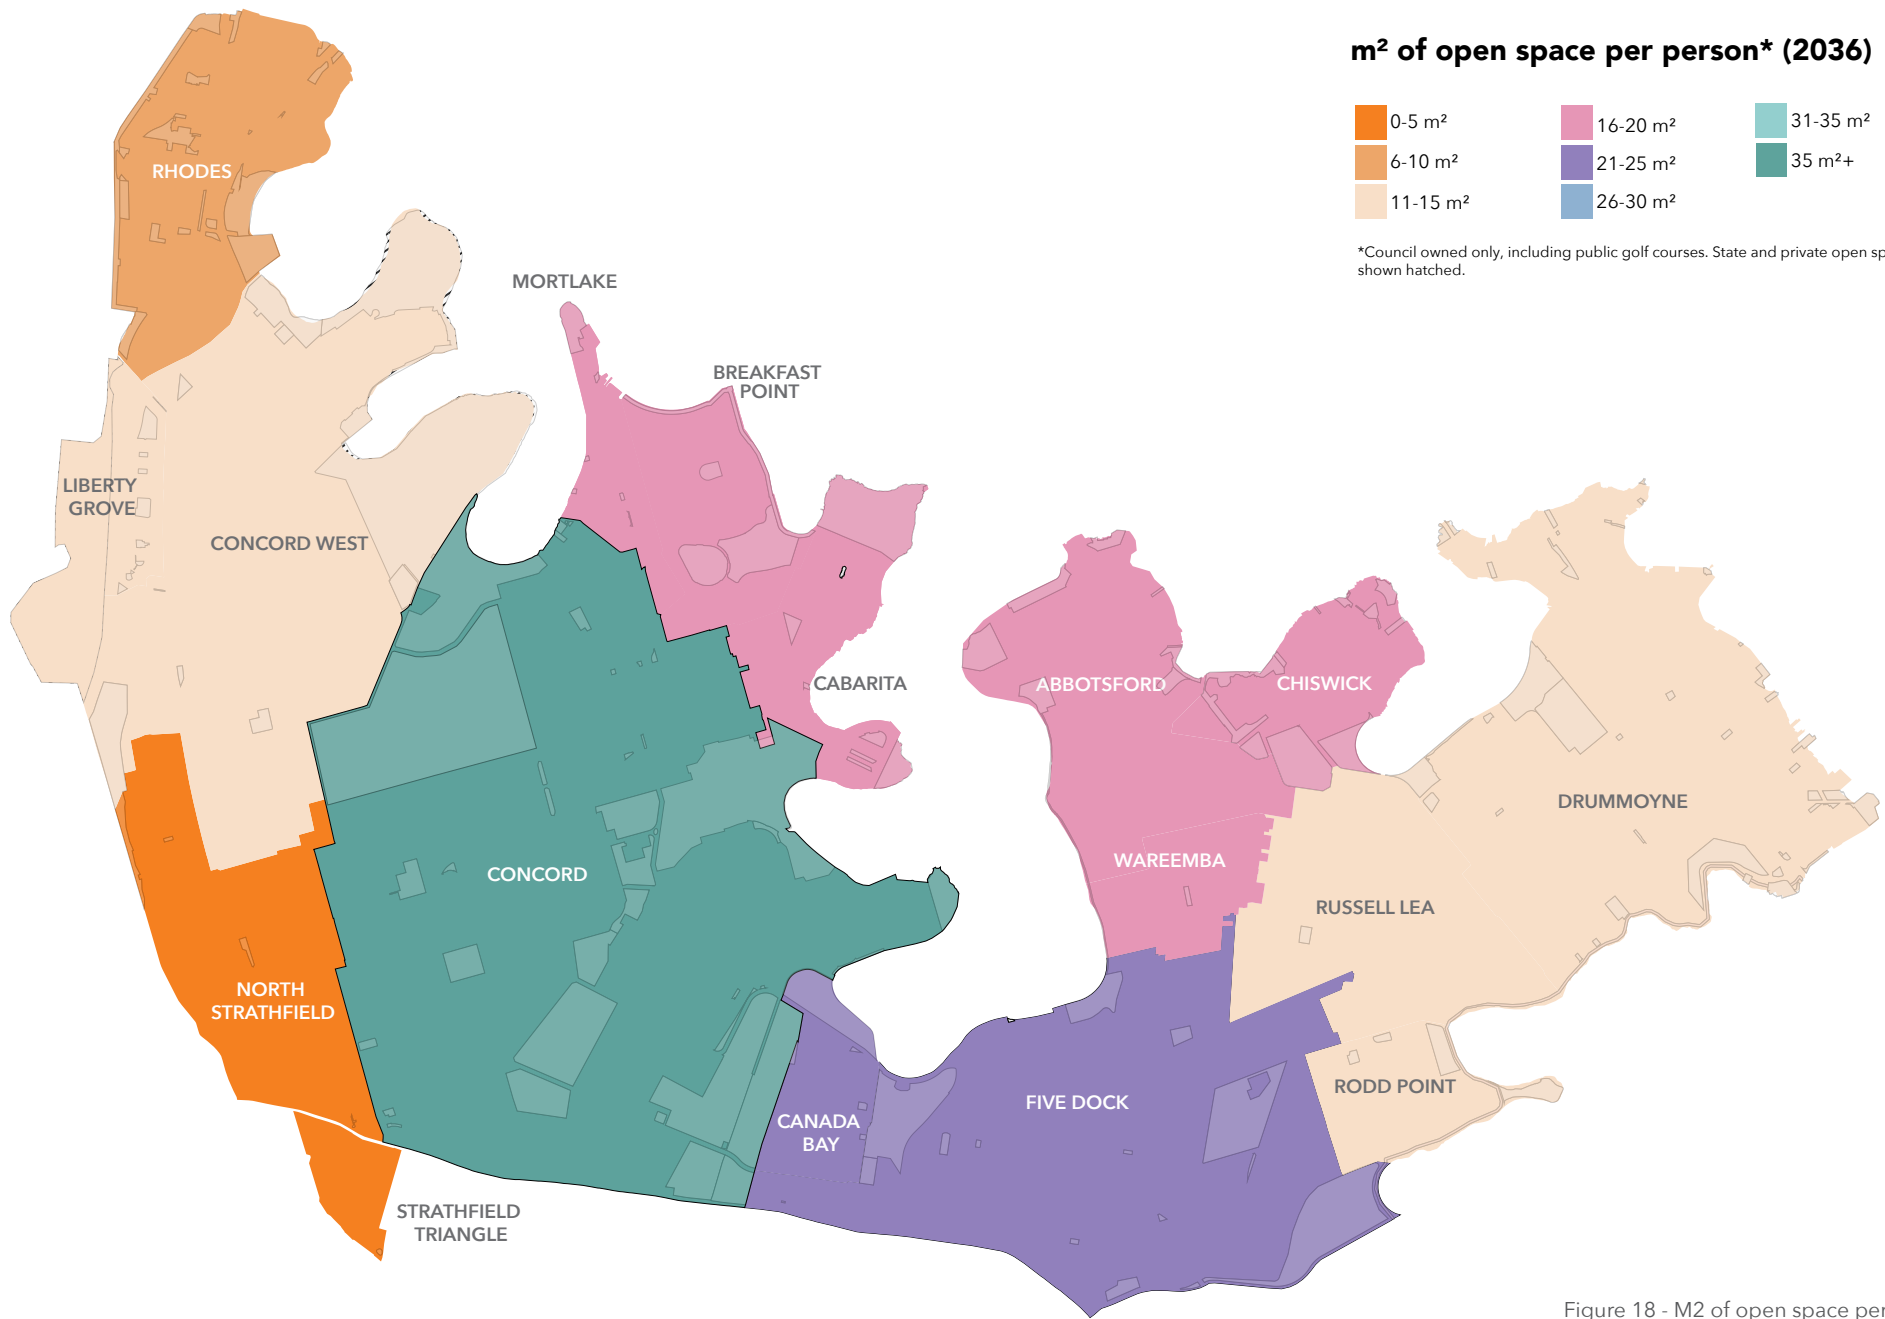 m² of open space per person* (2036)
0-5 m²
6-10 m²
11-15 m²
16-20 m²
21-25 m²
26-30 m²
31-35 m²
35 m²+
*Council owned only, including public golf courses. State and private open
shown hatched.
RHODES
MORTLAKE
BREAKFAST
POINT
LIBERTY
GROVE
CONCORD WEST
CABARITA
ABBOTSFORD
CHISWICK
DRUMMOYNE
WAREEMBA
CONCORD
RUSSELL LEA
NORTH
STRATHFIELD
RODD POINT
FIVE DOCK
CANADA
BAY
STRATHFIELD
TRIANGLE
Figure 18 - M2 of open space per